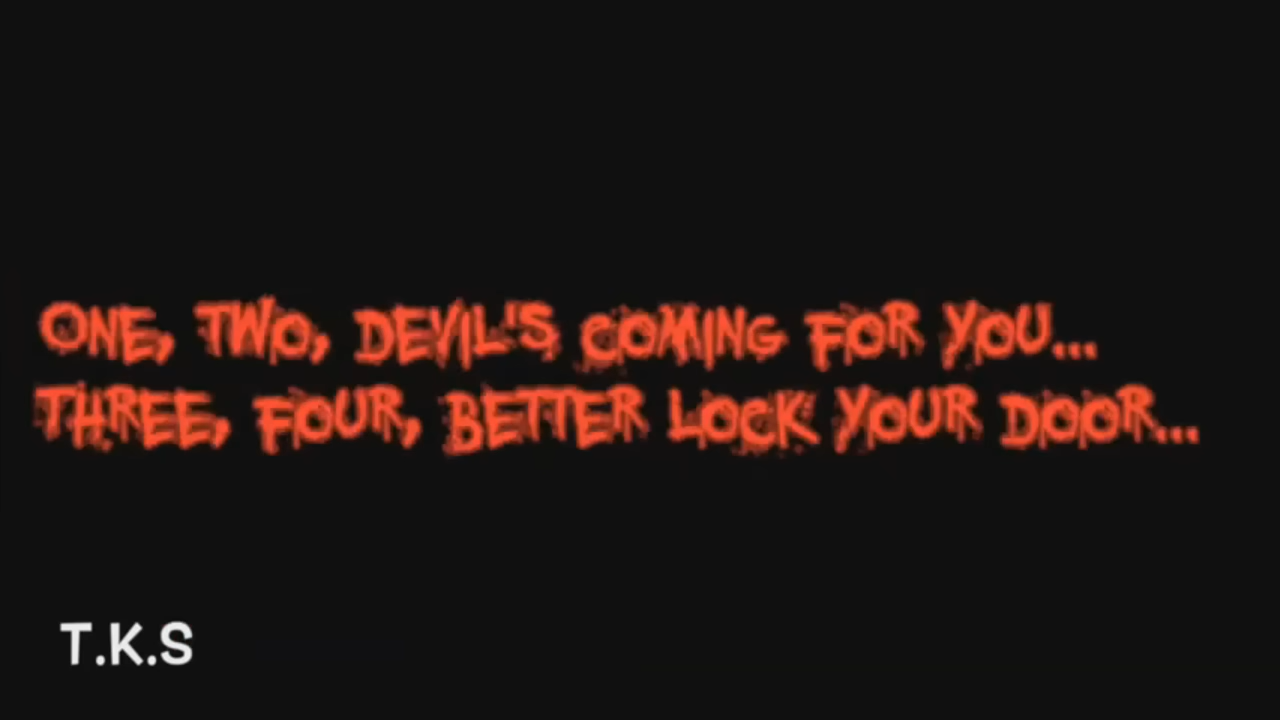 ONE, TWO, DEVIL'S COMING FOR YOU...
THREE, FOUR, BETTER LOCK YOUR DOOR...
T.K.S